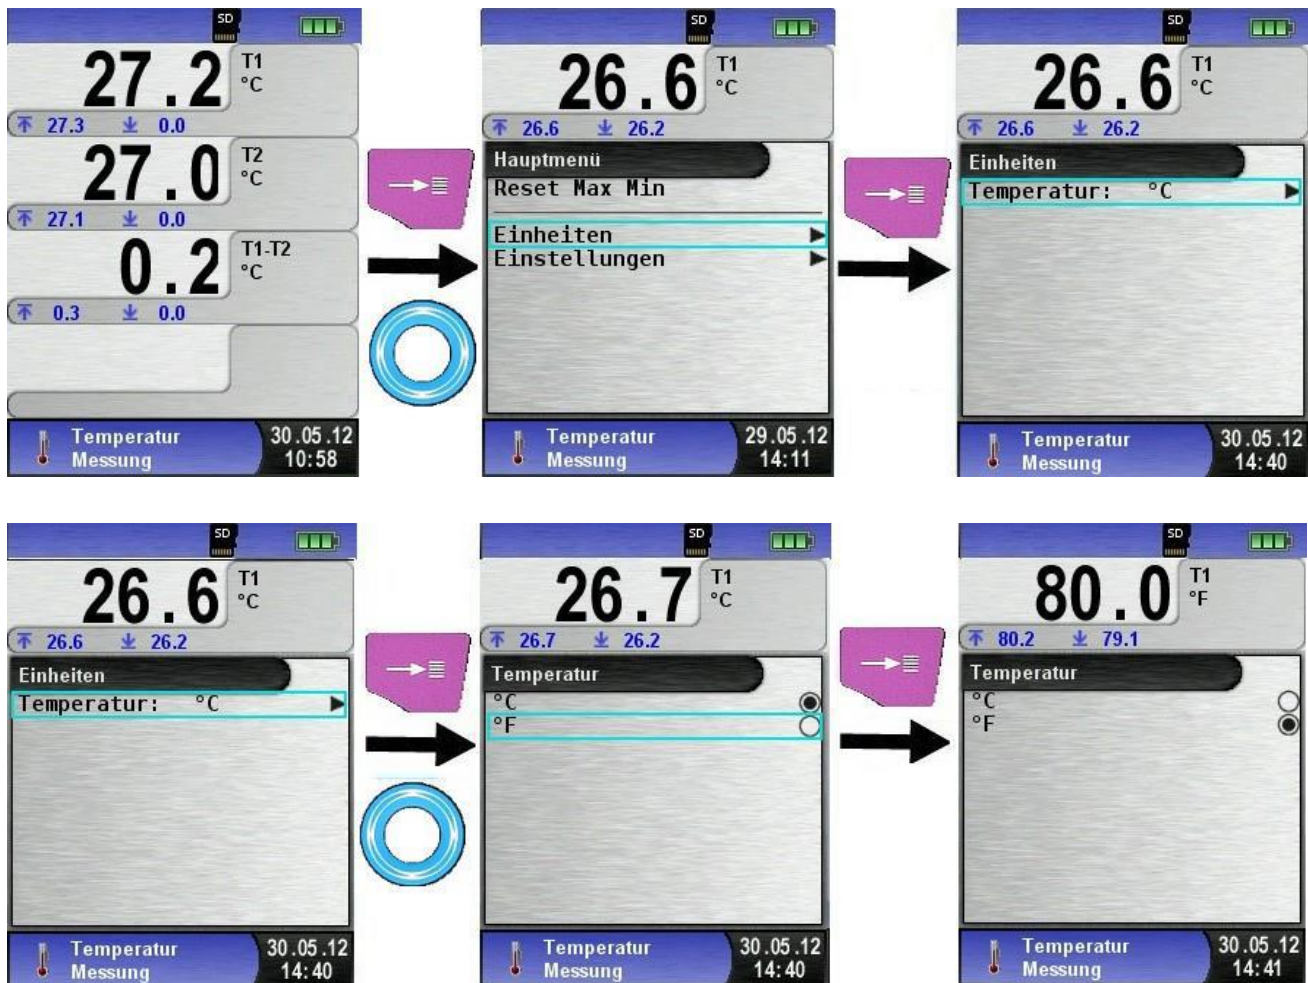 SD
27.2 T1 °C
27.3 0.0
27.0 T2 °C
27.1 0.0
0.2 T1-T2 °C
0.3 0.0
Temperatur 30.05.12
Messung 10:58
SD
26.6 T1 °C
26.6 26.2
Hauptmenü
Reset Max Min
Einheiten
Einstellungen
Temperatur 29.05.12
Messung 14:11
SD
26.6 T1 °C
26.6 26.2
Einheiten
Temperatur: °C
Temperatur 30.05.12
Messung 14:40
SD
26.6 T1 °C
26.6 26.2
Einheiten
Temperatur: °C
Temperatur 30.05.12
Messung 14:40
SD
26.7 T1 °C
26.7 26.2
Temperatur
°C
°F
Temperatur 30.05.12
Messung 14:40
SD
80.0 T1 °F
80.2 79.1
Temperatur
°C
°F
Temperatur 30.05.12
Messung 14:41